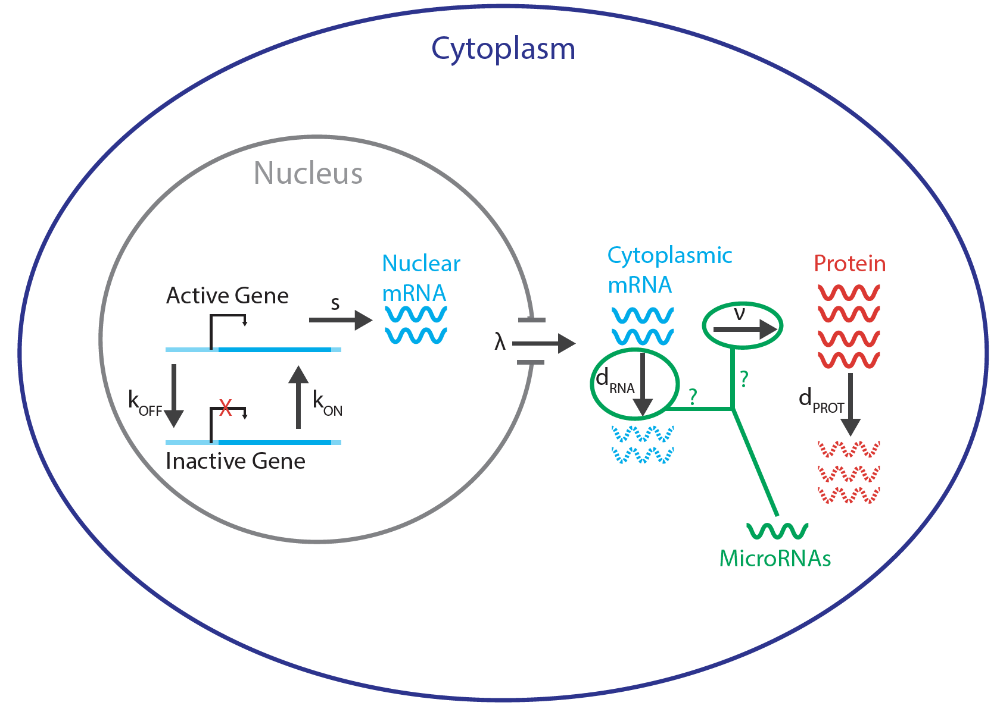 Cytoplasm
Nucleus
Active Gene
s
Nuclear
mRNA
λ
Cytoplasmic
mRNA
ν
Protein
kOFF
X
kON
dRNA
?
?
dPROT
Inactive Gene
MicroRNAs